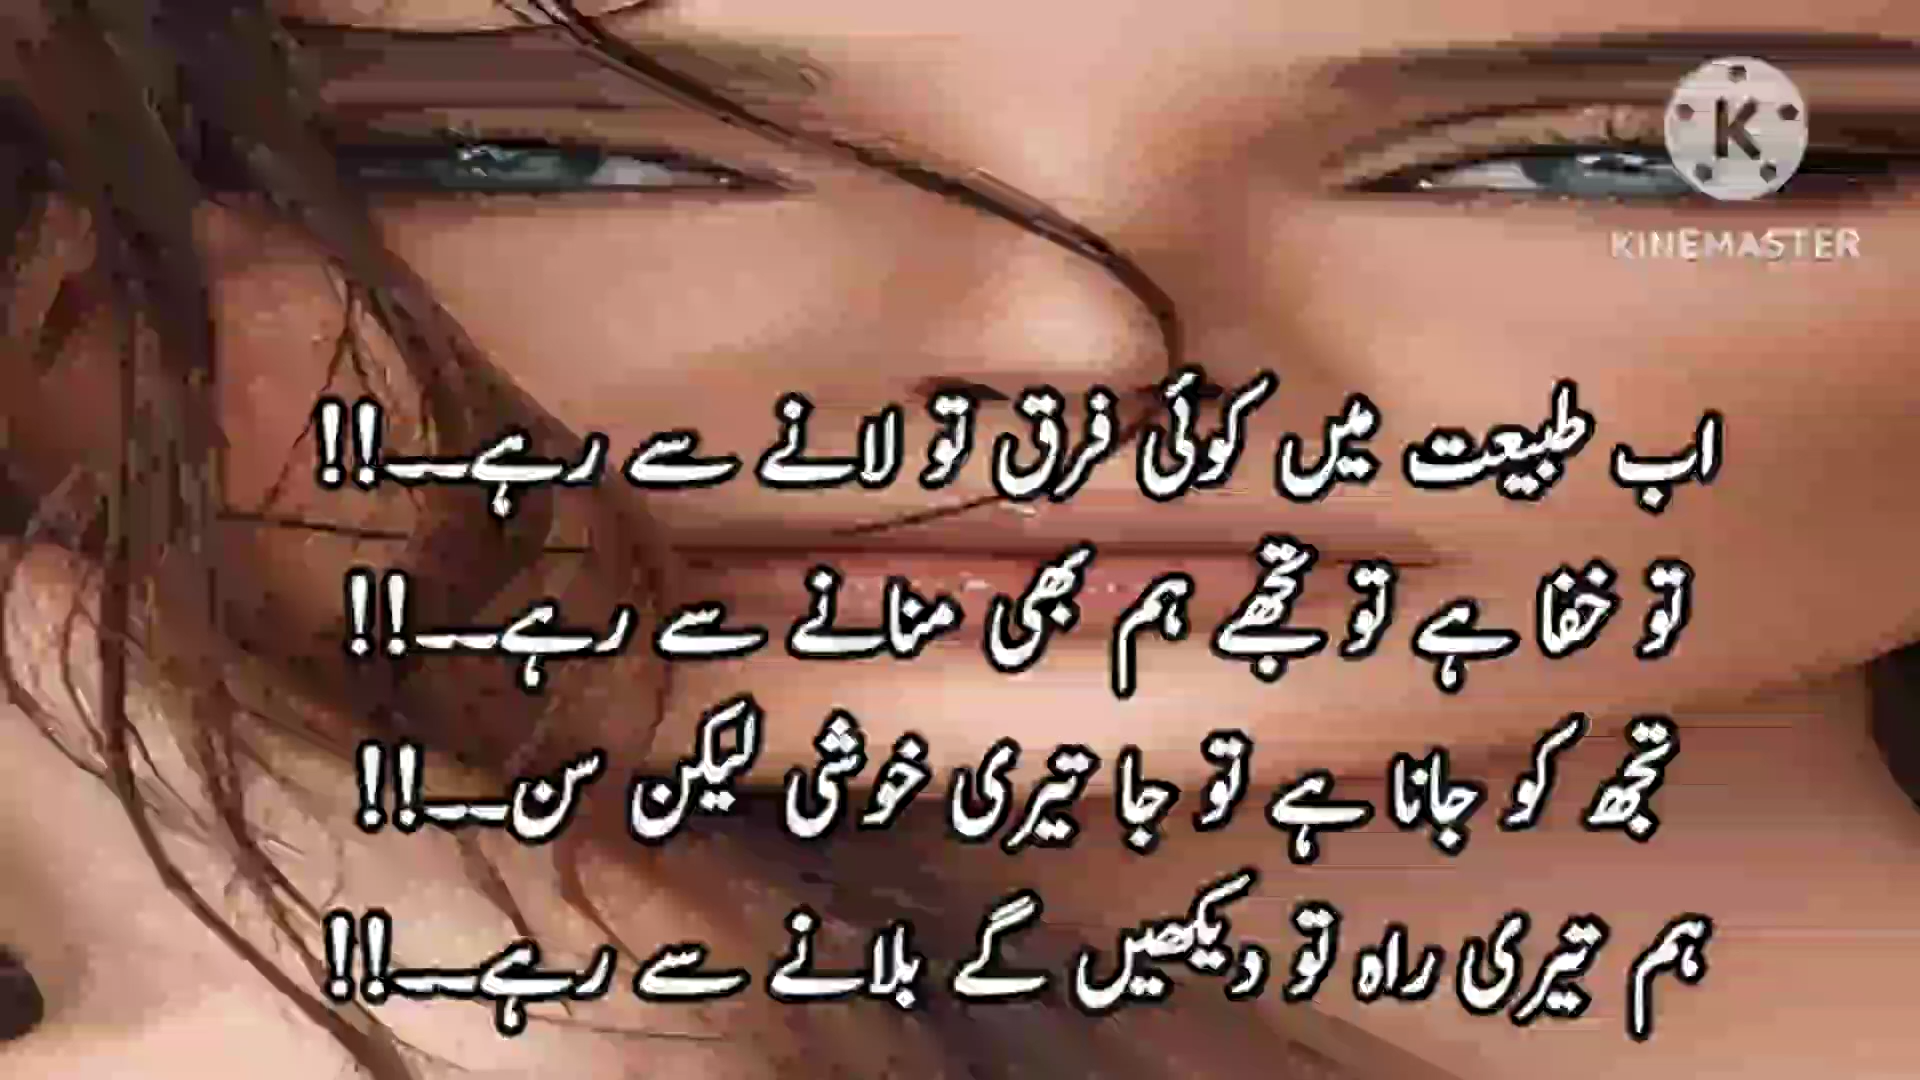 KINEMASTER
اب طبیعت میں کوئی فرق تو لانے سے رہے۔۔۔!!
تو خفا ہے تو تجھے ہم بھی منانے سے رہے۔۔۔!!
تجھ کو جانا ہے تو جا تیری خوشی لیکن سن۔۔۔!!
ہم تیری راہ تو دیکھیں گے بلانے سے رہے۔۔۔!!